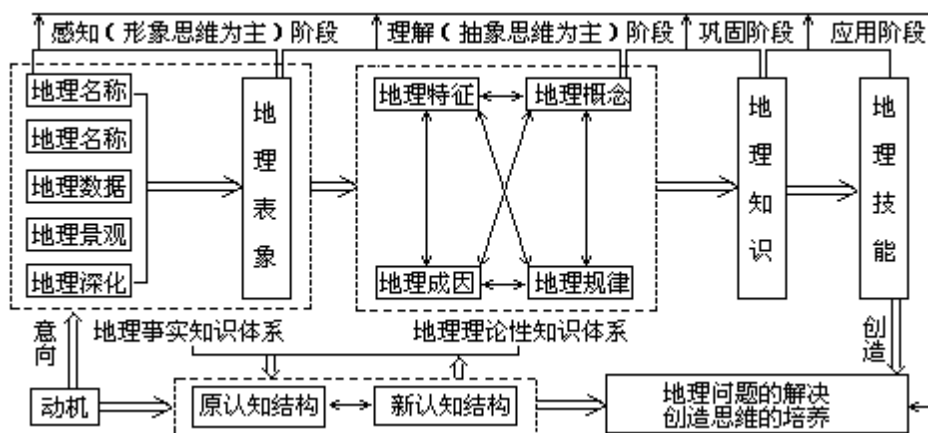 感知（形象思维为主）阶段
理解（抽象思维为主）阶段
巩固阶段
应用阶段
地理名称
地理名称
地理数据
地理景观
地理深化
地理表象
地理特征
地理概念
地理成因
地理规律
地理知识
地理技能
意向
地理事实知识体系
地理理论性知识体系
创造
动机
原认知结构
新认知结构
地理问题的解决
创造思维的培养